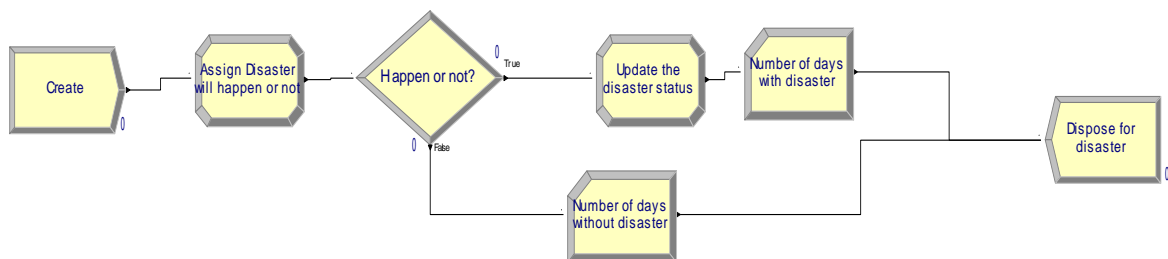 Create
0
Assign Disaster
will happen or not
Happen or not?
0
True
0
False
Update the
disaster status
Number of days
with disaster
Number of days
without disaster
Dispose for
disaster
0